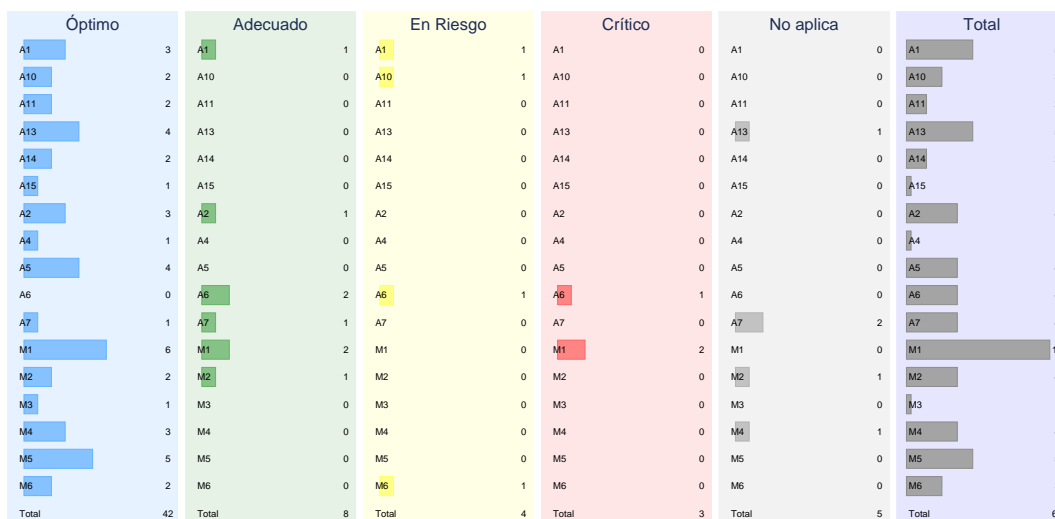 Óptimo Adecuado En Riesgo Crítico No aplica Total
A1 3 A1 1 A1 1 A1 0 A1 0 A1
A10 2 A10 0 A10 1 A10 0 A10 0 A10
A11 2 A11 0 A11 0 A11 0 A11 0 A11
A13 4 A13 0 A13 0 A13 0 A13 1 A13
A14 2 A14 0 A14 0 A14 0 A14 0 A14
A15 1 A15 0 A15 0 A15 0 A15 0 A15
A2 3 A2 1 A2 0 A2 0 A2 0 A2
A4 1 A4 0 A4 0 A4 0 A4 0 A4
A5 4 A5 0 A5 0 A5 0 A5 0 A5
A6 0 A6 2 A6 1 A6 1 A6 0 A6
A7 1 A7 1 A7 0 A7 0 A7 2 A7
M1 6 M1 2 M1 0 M1 2 M1 0 M1
M2 2 M2 1 M2 0 M2 0 M2 1 M2
M3 1 M3 0 M3 0 M3 0 M3 0 M3
M4 3 M4 0 M4 0 M4 0 M4 1 M4
M5 5 M5 0 M5 0 M5 0 M5 0 M5
M6 2 M6 0 M6 1 M6 0 M6 0 M6
Total 42 Total 8 Total 4 Total 3 Total 5 Total